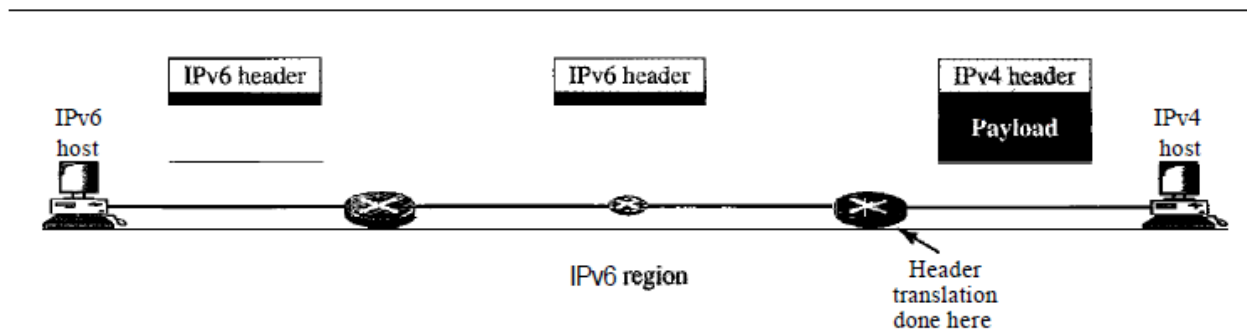 IPv6 header
IPv6 header
IPv4 header
Payload
IPv6
host
IPv4
host
IPv6 region
Header
translation
done here